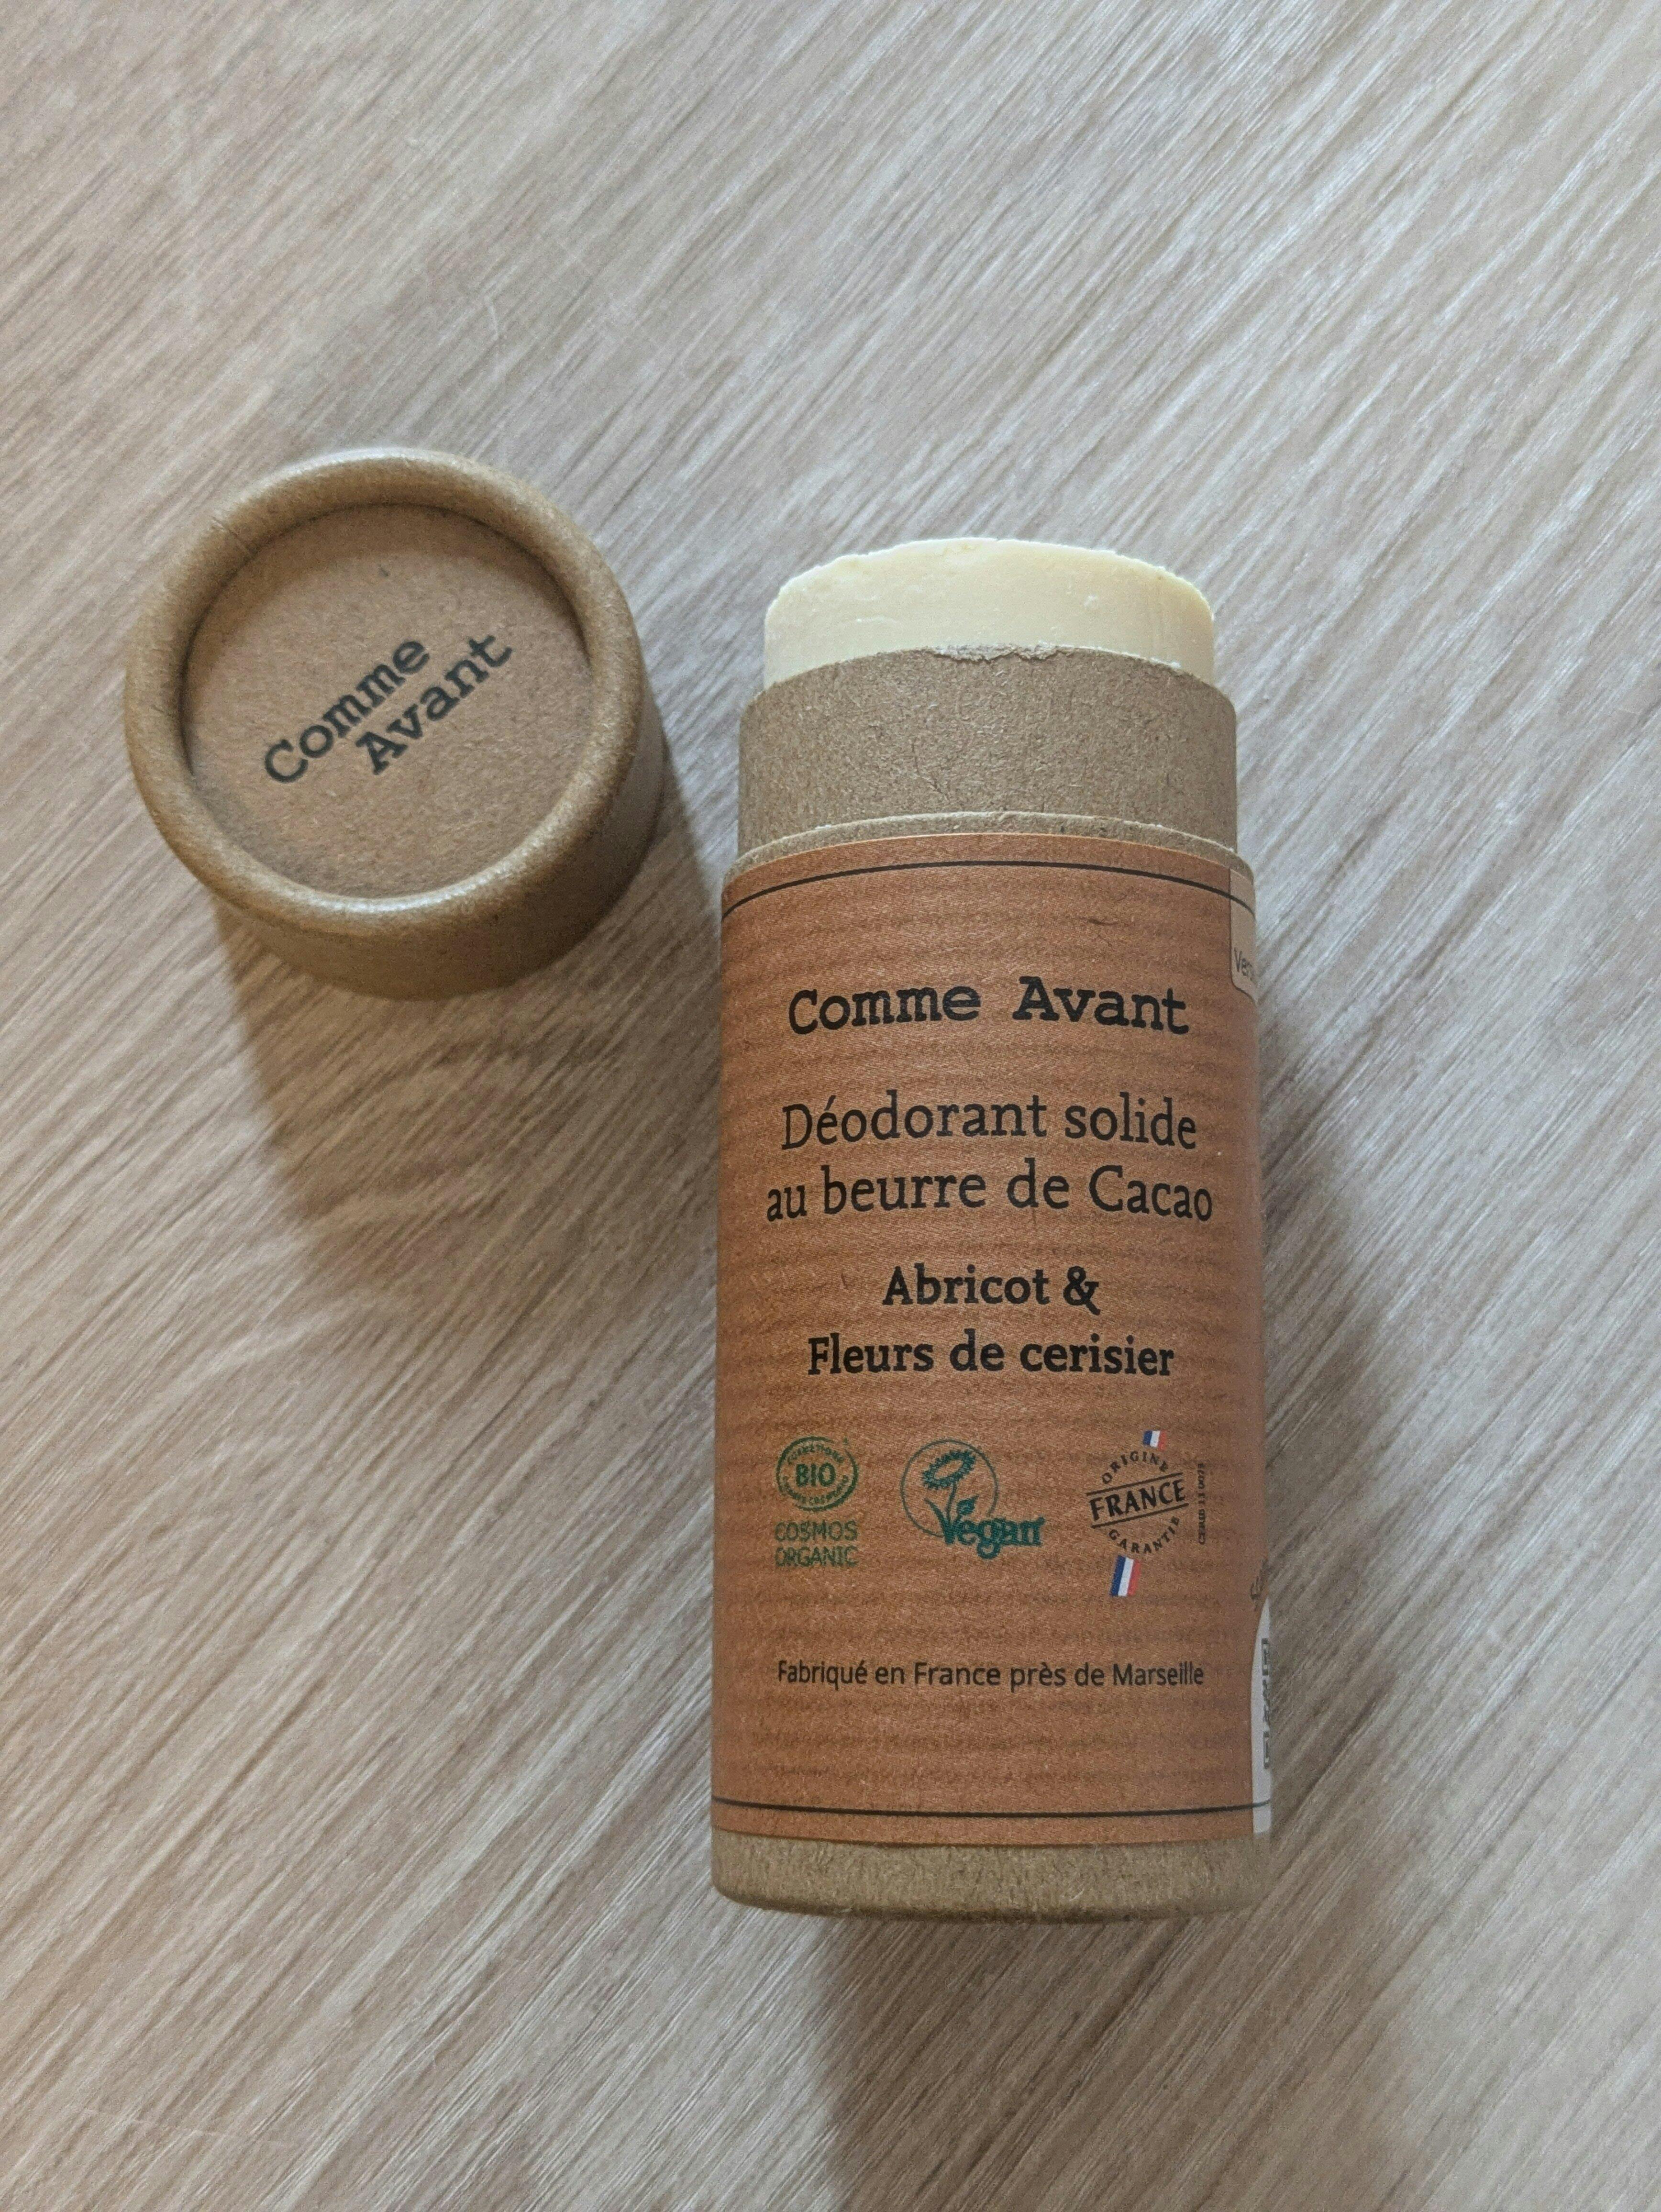 Comme
Avant
Comme Avant
Déodorant solide
au beurre de Cacao
Abricot &
Fleurs de cerisier
BIO
COSMOS
ORGANIC
Vegan
ORIGINE
FRANCE
GARANTIE
Fabriqué en France près de Marseille